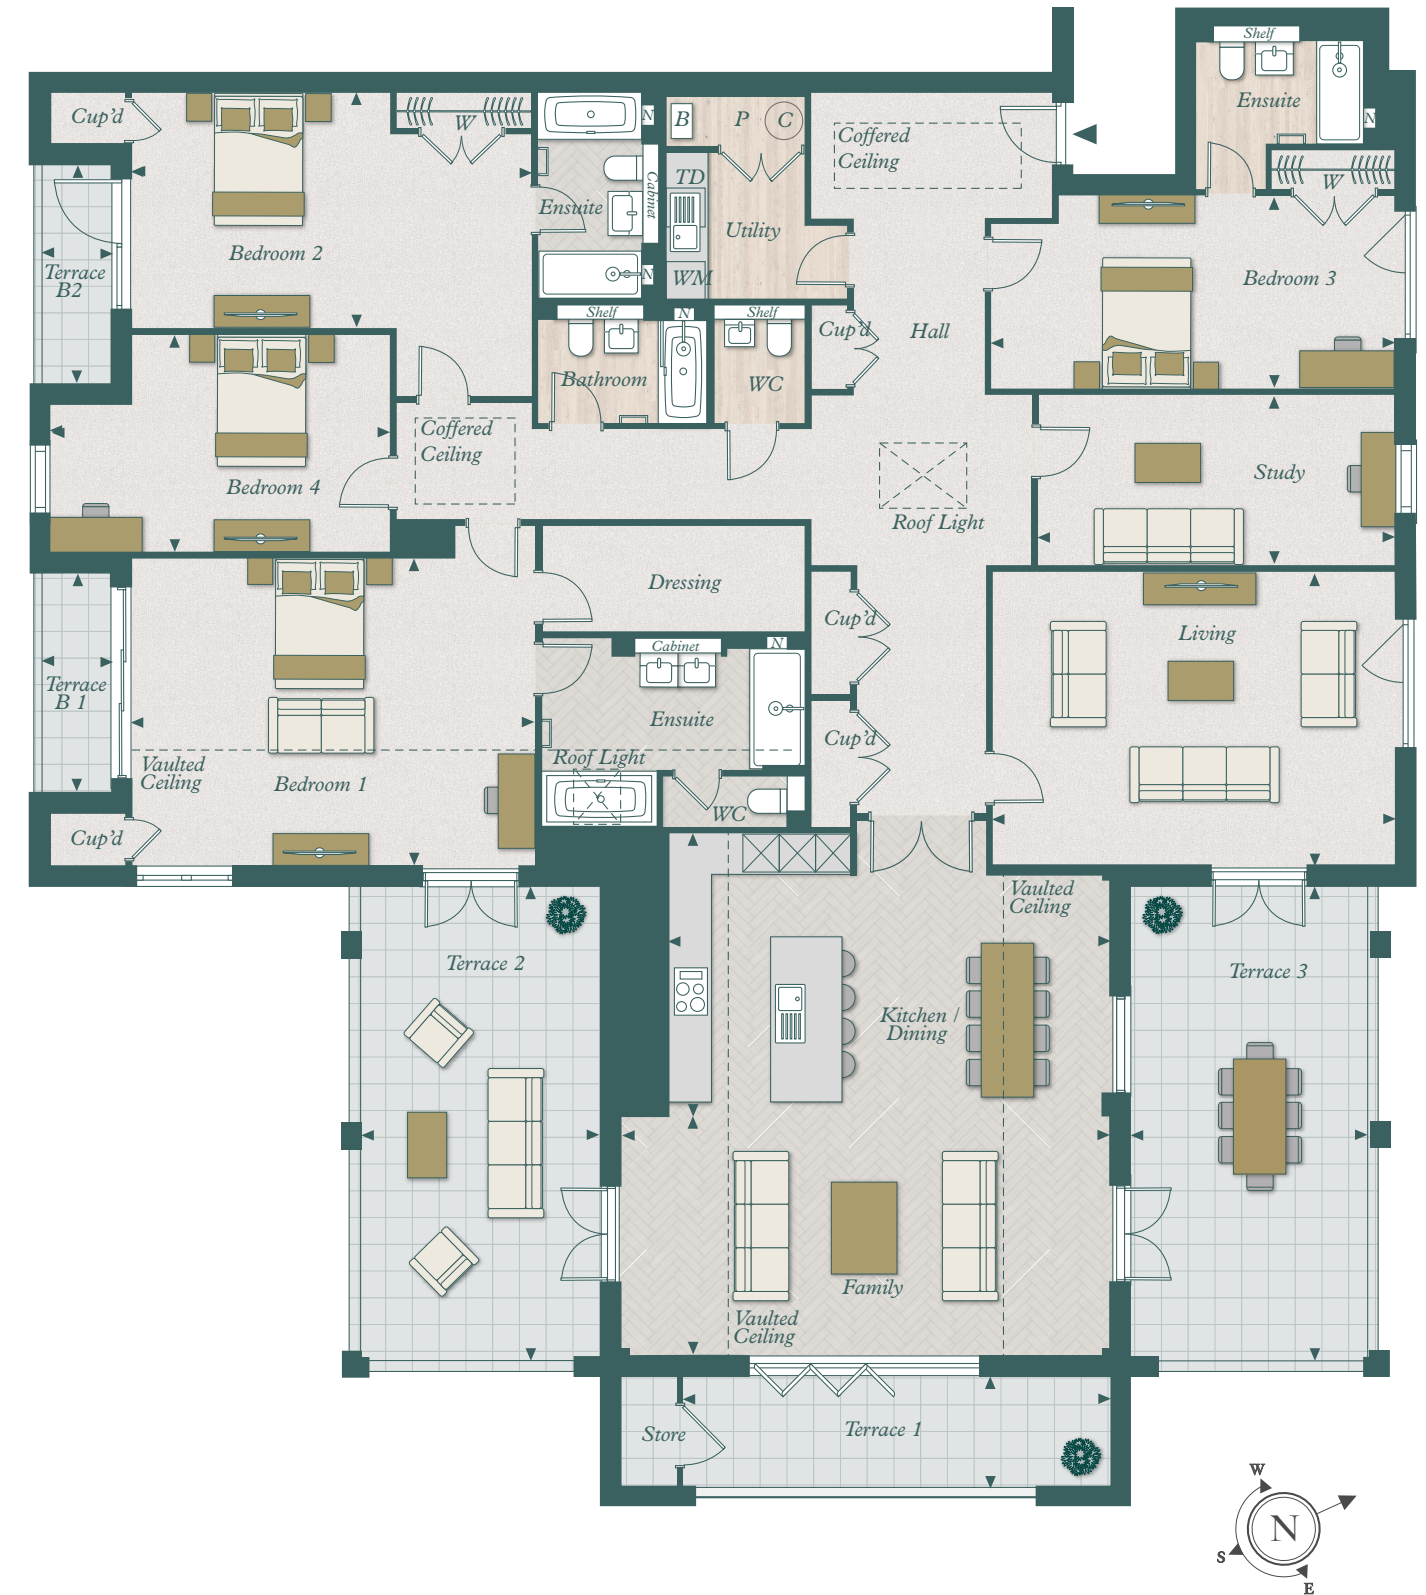 Shelf
Ensuite
N
W
Cup'd
W
N
Cabinet
Ensuite
N
B
P
C
TD
Utility
WM
Coffered
Ceiling
Bedroom 2
Terrace
B2
Bedroom 3
Shelf
N
Shelf
Bathroom
WC
Cup'd
Hall
Coffered
Ceiling
Bedroom 4
Study
Roof Light
Dressing
Cup'd
Living
Cabinet
N
Terrace
B 1
Ensuite
Cup'd
Roof Light
Vaulted
Ceiling
Bedroom 1
WC
Cup'd
Vaulted
Ceiling
Terrace 2
Terrace 3
Kitchen /
Dining
Family
Vaulted
Ceiling
Store
Terrace 1
W
N
S
E